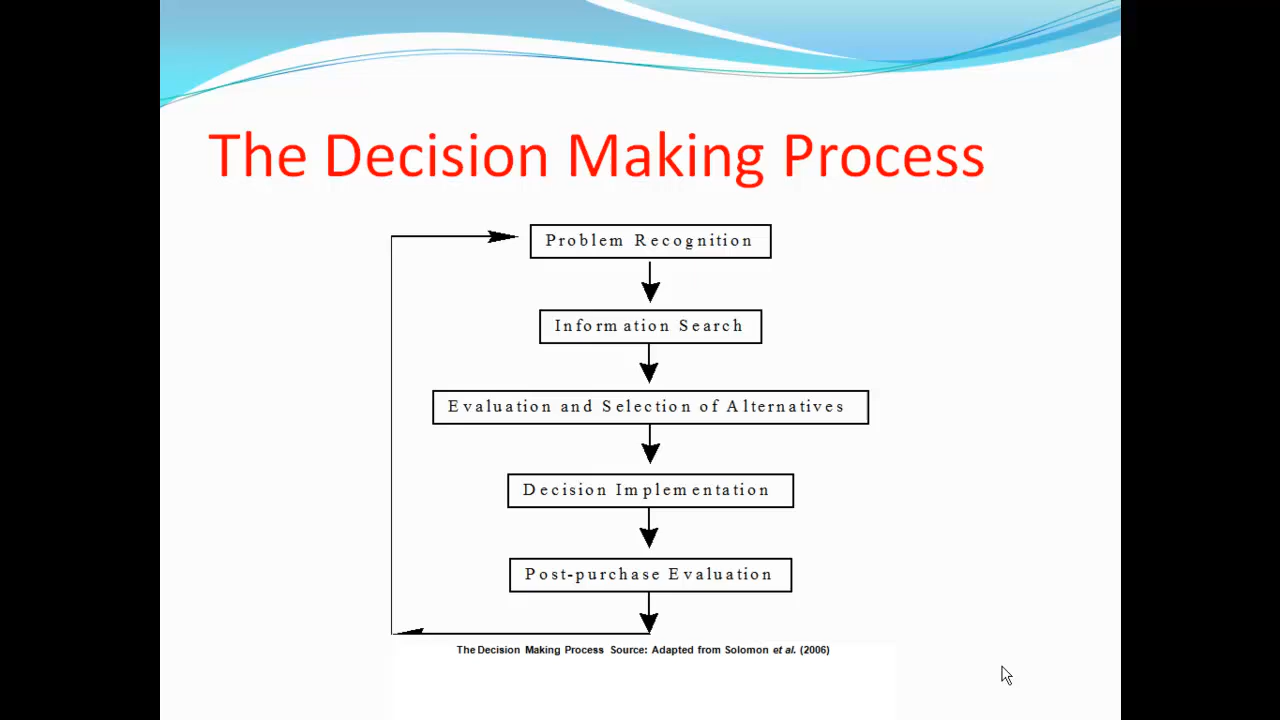 The Decision Making Process
Problem Recognition
Information Search
Evaluation and Selection of Alternatives
Decision Implementation
Post-purchase Evaluation
The Decision Making Process Source: Adapted from Solomon et al. (2006)